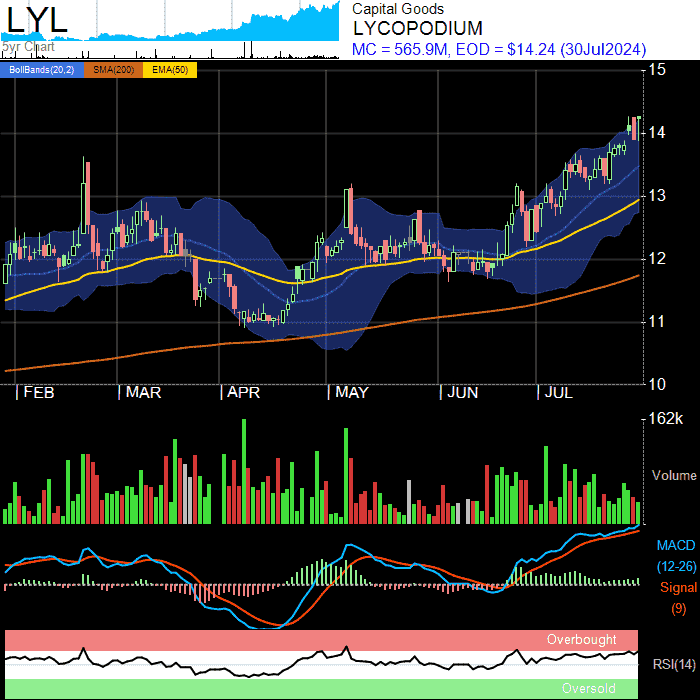 LYL
5yr Chart
Capital Goods
LYCOPODIUM
MC = 565.9M, EOD = $14.24 (30Jul2024)
BollBands(20,2) SMA(200) EMA(50)
15
14
13
12
11
10
FEB MAR APR MAY JUN JUL
162k
Volume
MACD
(12-26)
Signal
(9)
Overbought
RSI(14)
Oversold